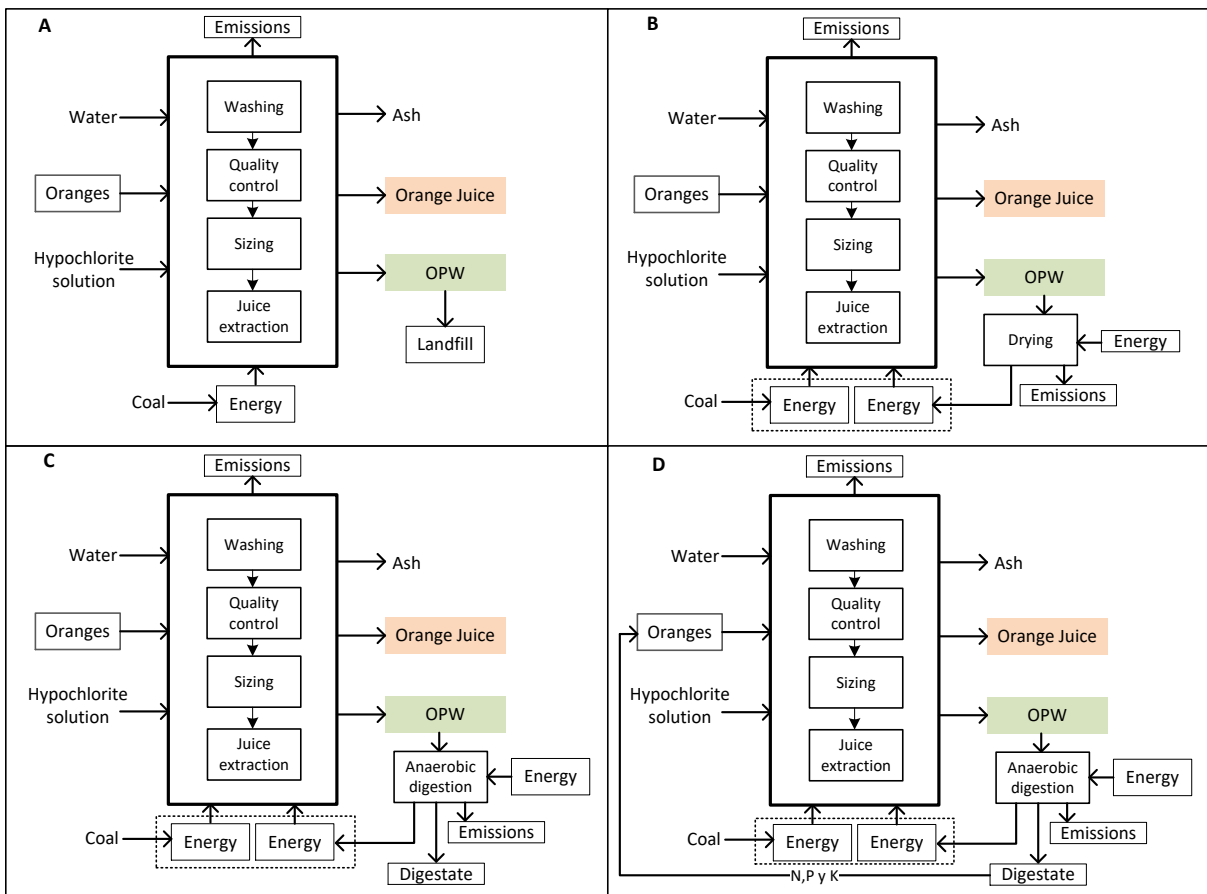 A
Emissions
Washing
Water
Ash
Quality
control
Oranges
Orange Juice
Sizing
Hypochlorite
solution
OPW
Juice
extraction
Landfill
Coal
Energy
B
Emissions
Washing
Water
Ash
Quality
control
Oranges
Orange Juice
Sizing
Hypochlorite
solution
OPW
Juice
extraction
Drying
Energy
Coal
Energy
Energy
Emissions
C
Emissions
Washing
Water
Ash
Quality
control
Oranges
Orange Juice
Sizing
Hypochlorite
solution
OPW
Juice
extraction
Anaerobic
digestion
Energy
Coal
Energy
Energy
Emissions
Digestate
D
Emissions
Washing
Water
Ash
Quality
control
Oranges
Orange Juice
Sizing
Hypochlorite
solution
OPW
Juice
extraction
Anaerobic
digestion
Energy
Coal
Energy
Energy
Emissions
N,P y K
Digestate